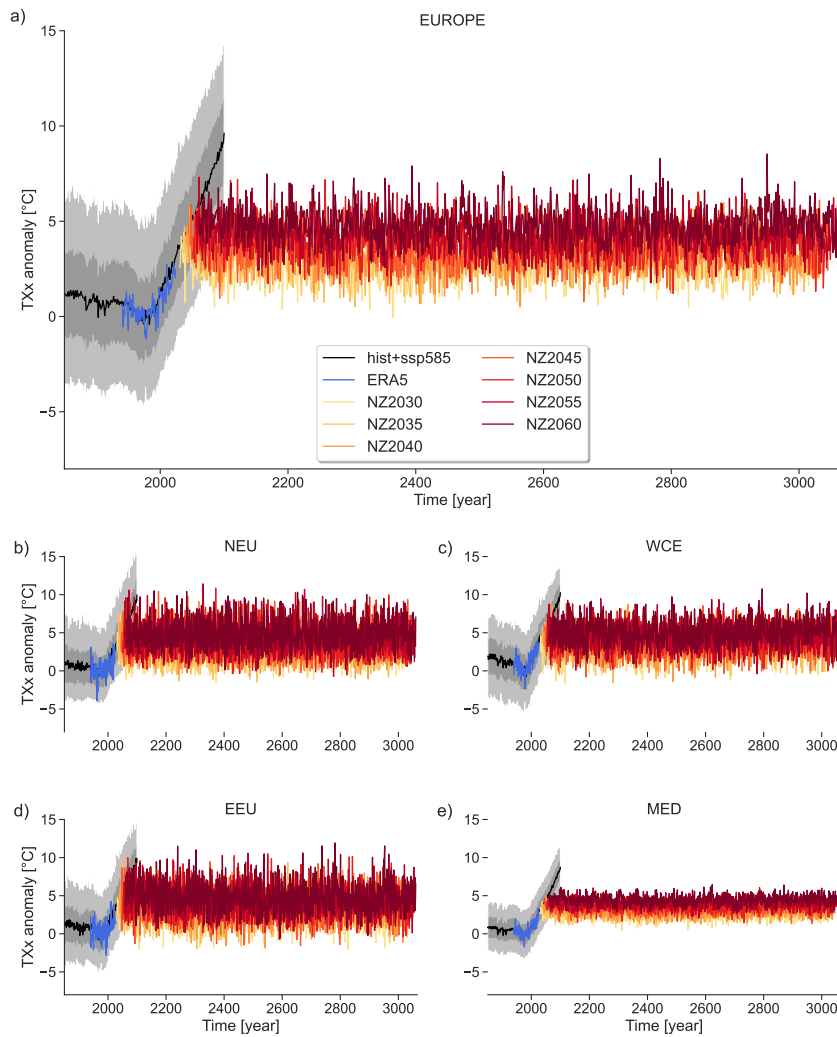 a)
EUROPE
TXx anomaly [°C]
15
10
5
0
−5
hist+ssp585
ERA5
NZ2030
NZ2035
NZ2040
NZ2045
NZ2050
NZ2055
NZ2060
2000 2200 2400 2600 2800 3000
Time [year]
b)
NEU
TXx anomaly [°C]
15
10
5
0
−5
2000 2200 2400 2600 2800 3000
c)
WCE
15
10
5
0
−5
2000 2200 2400 2600 2800 3000
d)
EEU
TXx anomaly [°C]
15
10
5
0
−5
2000 2200 2400 2600 2800 3000
Time [year]
e)
MED
15
10
5
0
−5
2000 2200 2400 2600 2800 3000
Time [year]